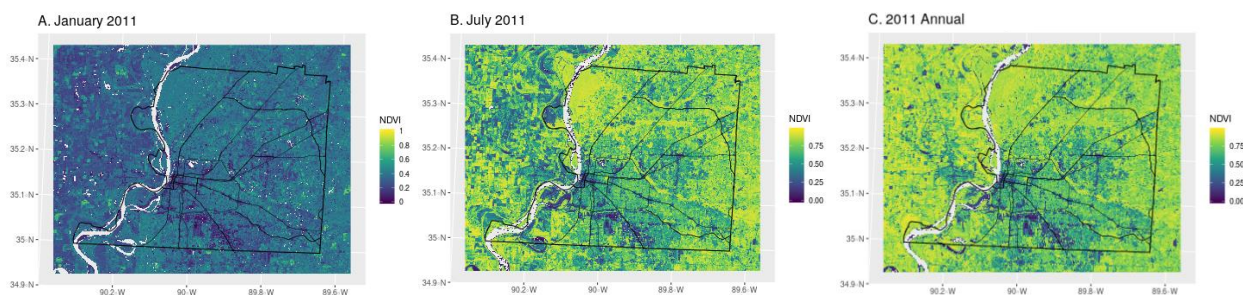 A. January 2011
35.4◦N
35.3◦N
35.2◦N
35.1◦N
35◦N
34.9◦N
90.2◦W
90◦W
89.8◦W
89.6◦W
NDVI
1
0.8
0.6
0.4
0.2
0
B. July 2011
35.4◦N
35.3◦N
35.2◦N
35.1◦N
35◦N
34.9◦N
90.2◦W
90◦W
89.8◦W
89.6◦W
NDVI
0.75
0.50
0.25
0.00
C. 2011 Annual
35.4◦N
35.3◦N
35.2◦N
35.1◦N
35◦N
34.9◦N
90.2◦W
90◦W
89.8◦W
89.6◦W
NDVI
0.75
0.50
0.25
0.00